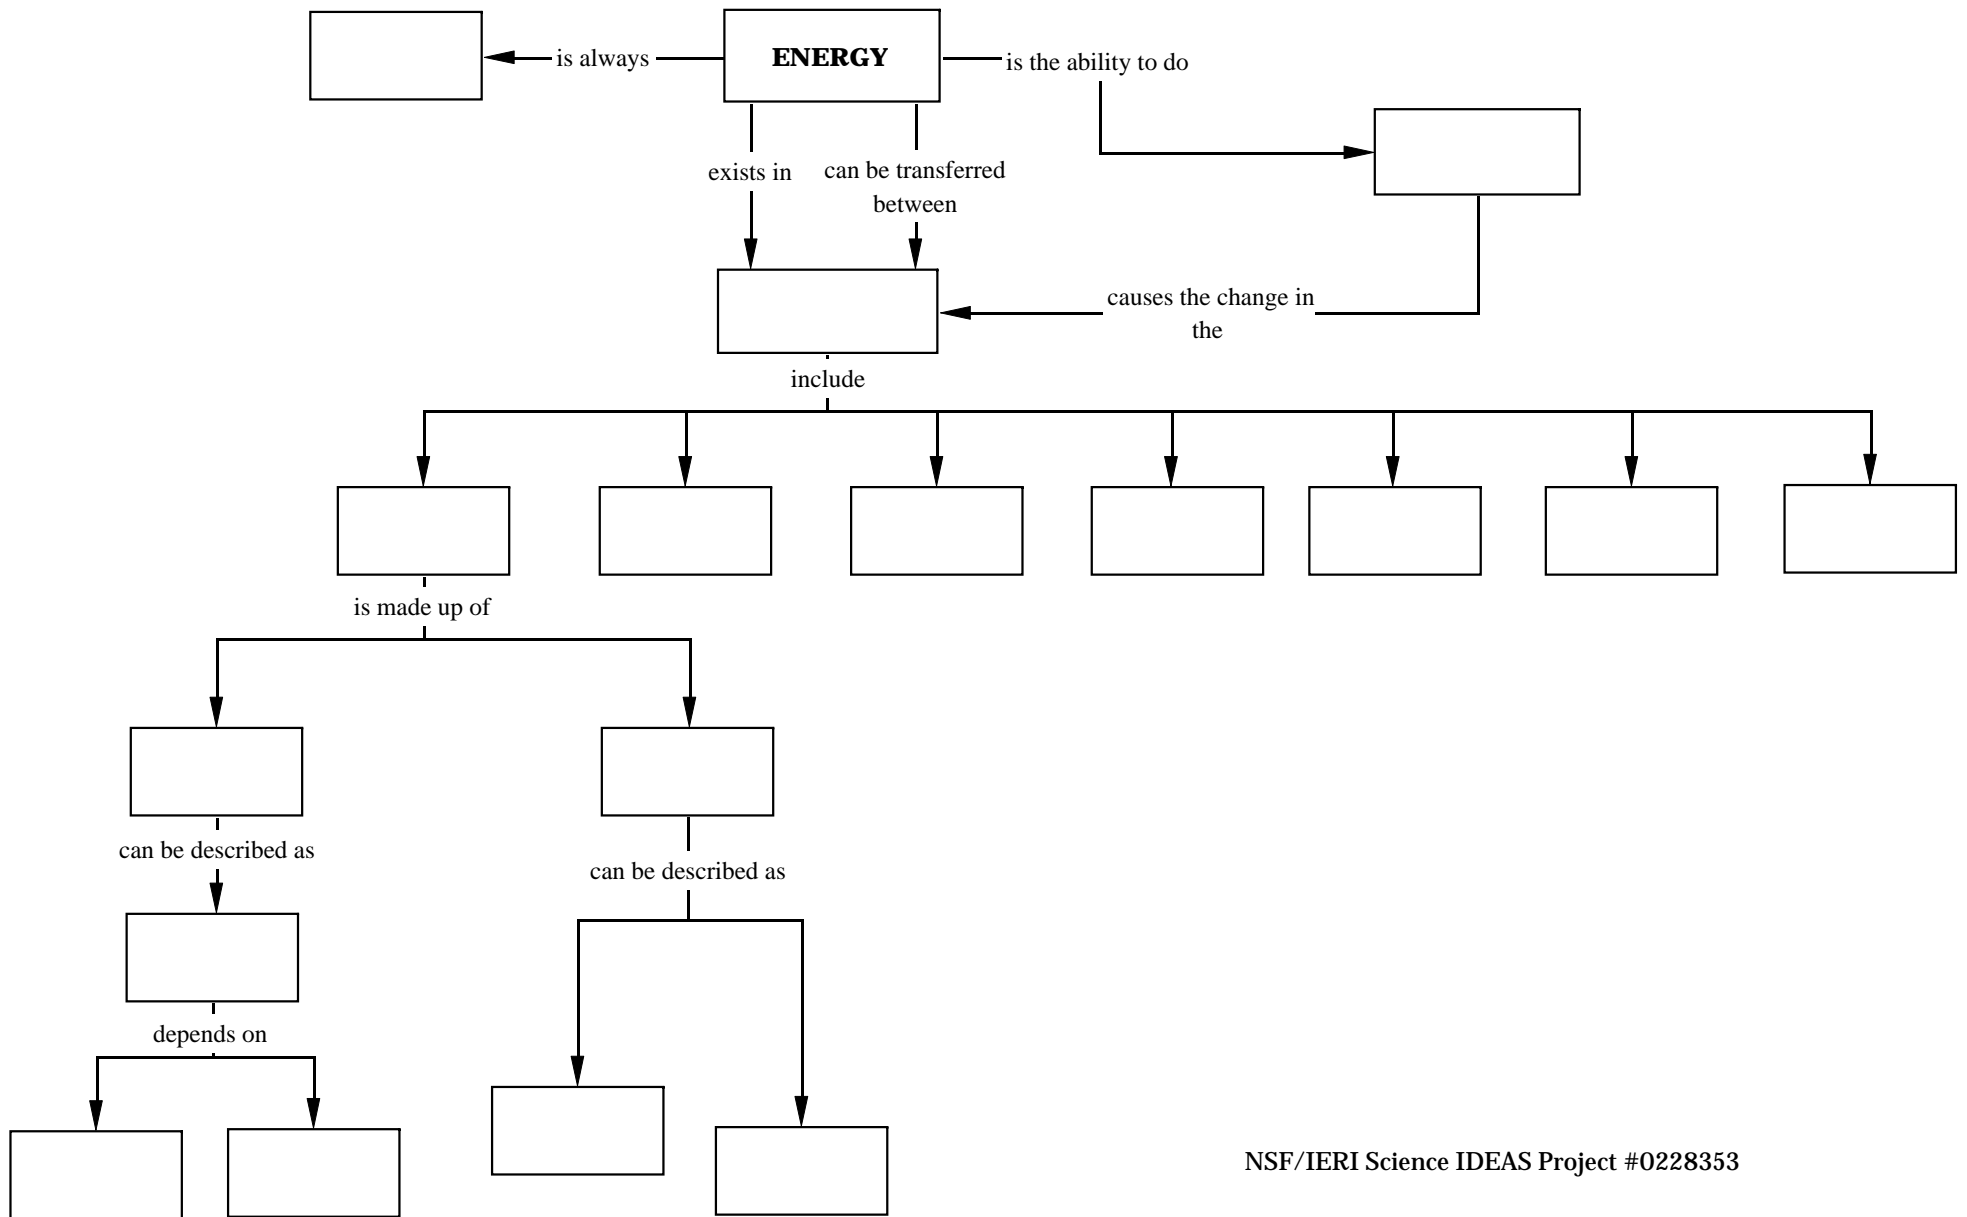 is always
ENERGY
is the ability to do
exists in
can be transferred
between
causes the change in
the
include
is made up of
can be described as
can be described as
depends on
NSF/IERI Science IDEAS Project #0228353